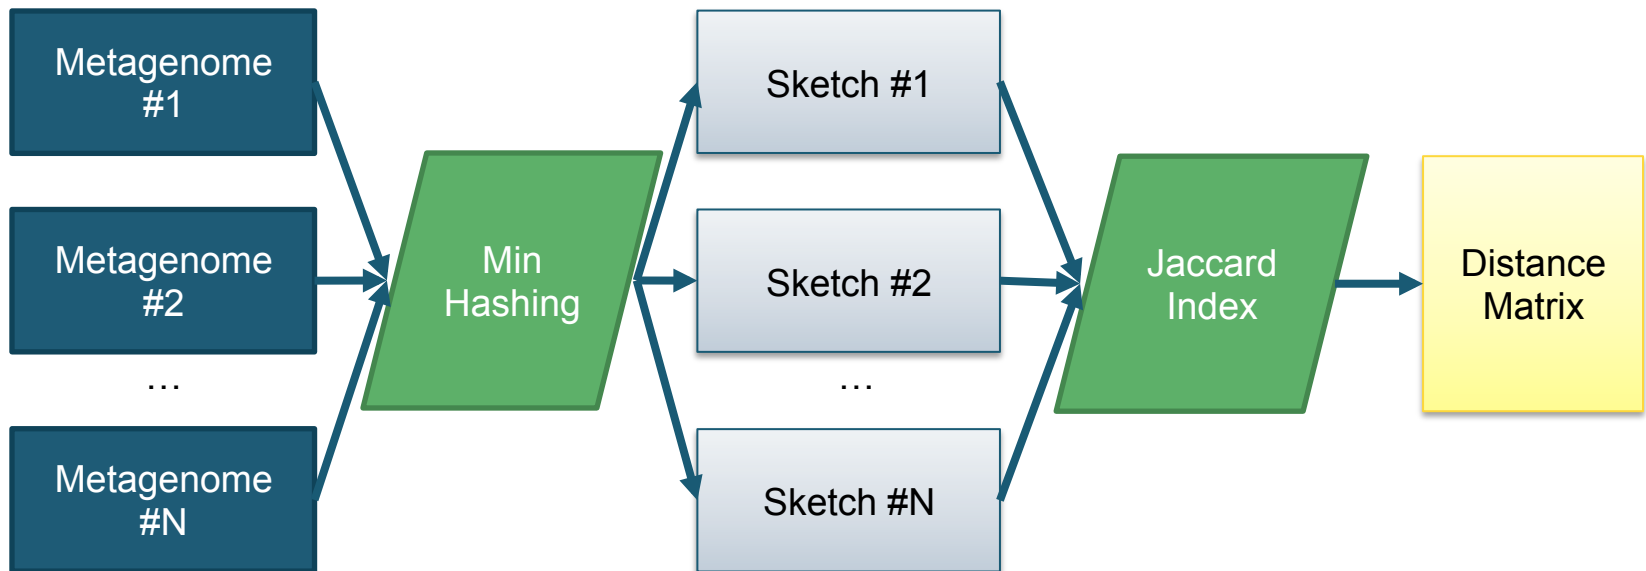 Metagenome
#1
Metagenome
#2
…
Metagenome
#N
Min
Hashing
Sketch #1
Sketch #2
…
Sketch #N
Jaccard
Index
Distance
Matrix